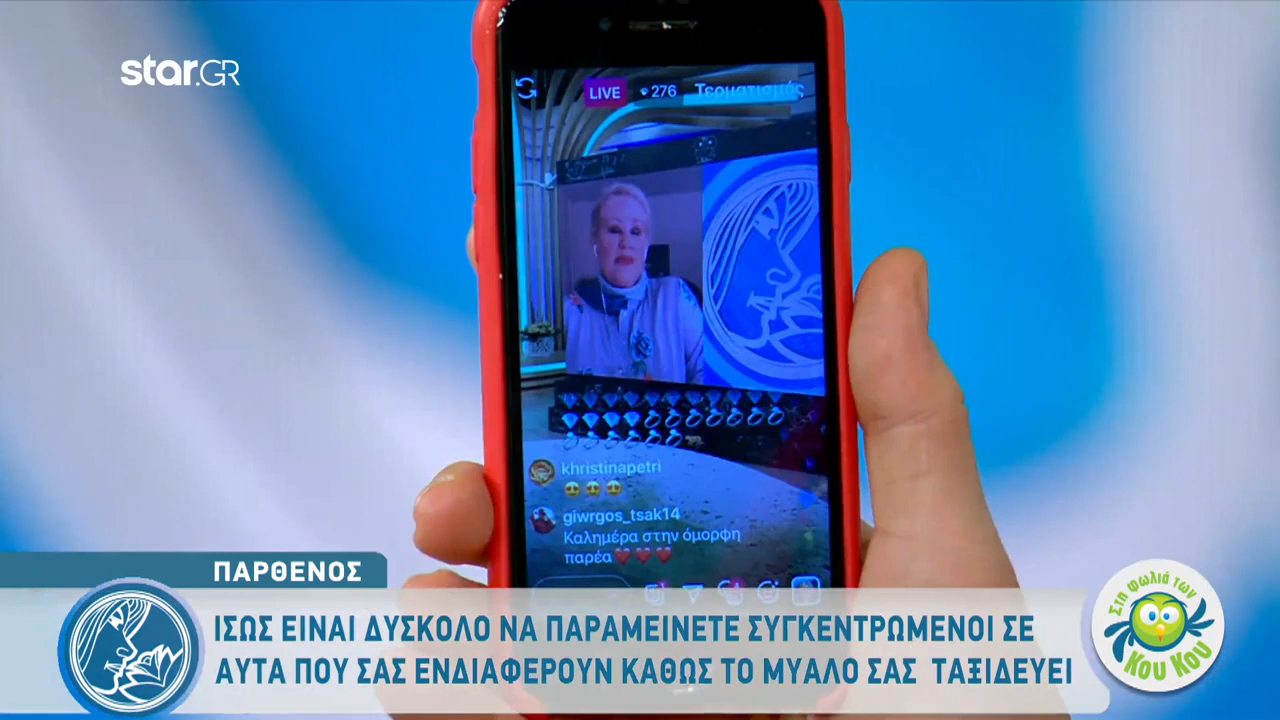 star.GR
LIVE
276
Τερματισμός
khristinapetri
😍😍😍
giwrgos_tsak14
Καλημέρα στην όμορφη
παρέα❤️❤️❤️
ΠΑΡΘΕΝΟΣ
ΙΣΩΣ ΕΙΝΑΙ ΔΥΣΚΟΛΟ ΝΑ ΠΑΡΑΜΕΙΝΕΤΕ ΣΥΓΚΕΝΤΡΩΜΕΝΟΙ ΣΕ
ΑΥΤΑ ΠΟΥ ΣΑΣ ΕΝΔΙΑΦΕΡΟΥΝ ΚΑΘΩΣ ΤΟ ΜΥΑΛΟ ΣΑΣ ΤΑΞΙΔΕΥΕΙ
Στη φωλιά των
Κου Κου